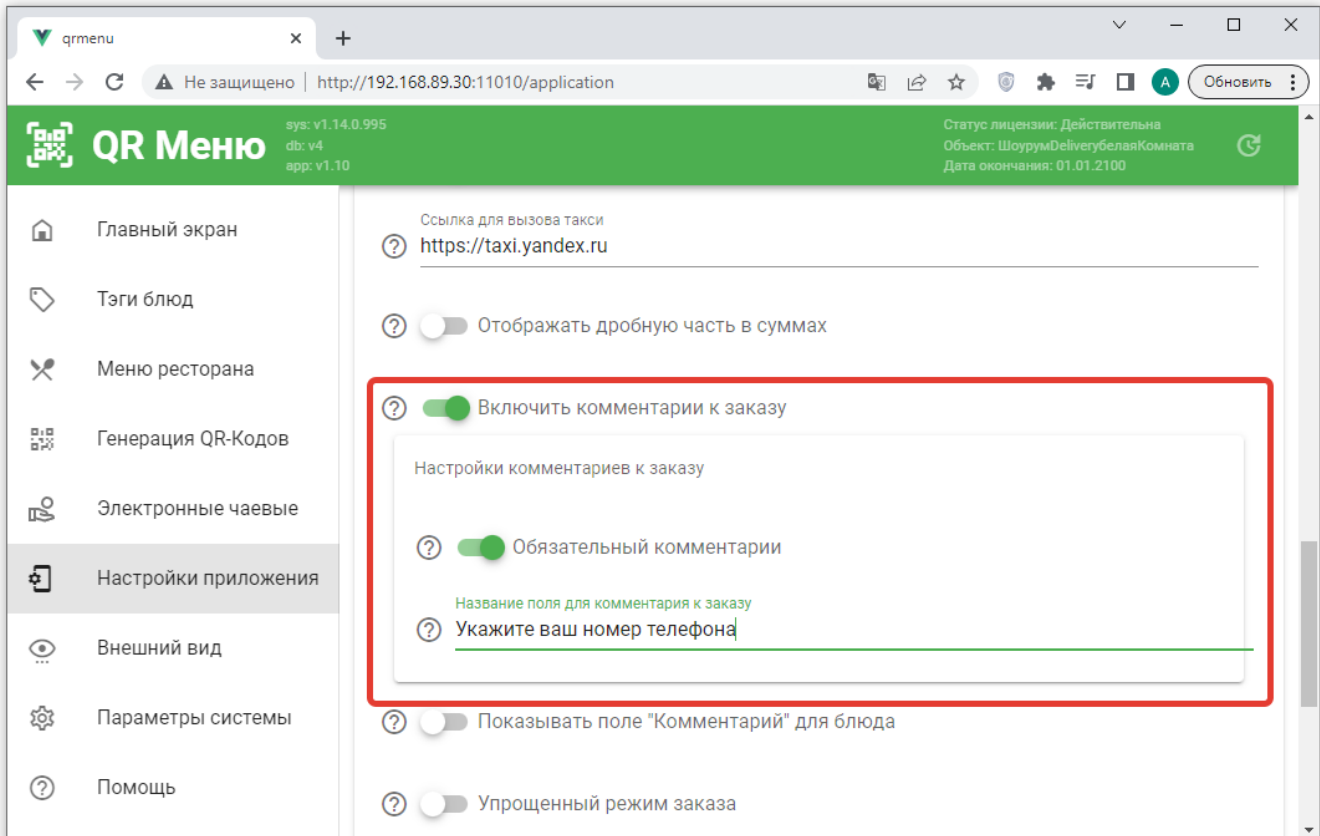 qrmenu
Не защищено
http://192.168.89.30:11010/application
А
Обновить
QR Меню
sys: v1.14.0.995
db: v4
app: v1.10
Статус лицензии: Действительна
Объект: ШоурумDeliveryбелаяКомната
Дата окончания: 01.01.2100
Главный экран
Тэги блюд
Меню ресторана
Генерация QR-Кодов
Электронные чаевые
Настройки приложения
Внешний вид
Параметры системы
Помощь
Ссылка для вызова такси
https://taxi.yandex.ru
Отображать дробную часть в суммах
Включить комментарии к заказу
Настройки комментариев к заказу
Обязательный комментарии
Название поля для комментария к заказу
Укажите ваш номер телефона
Показывать поле "Комментарий" для блюда
Упрощенный режим заказа